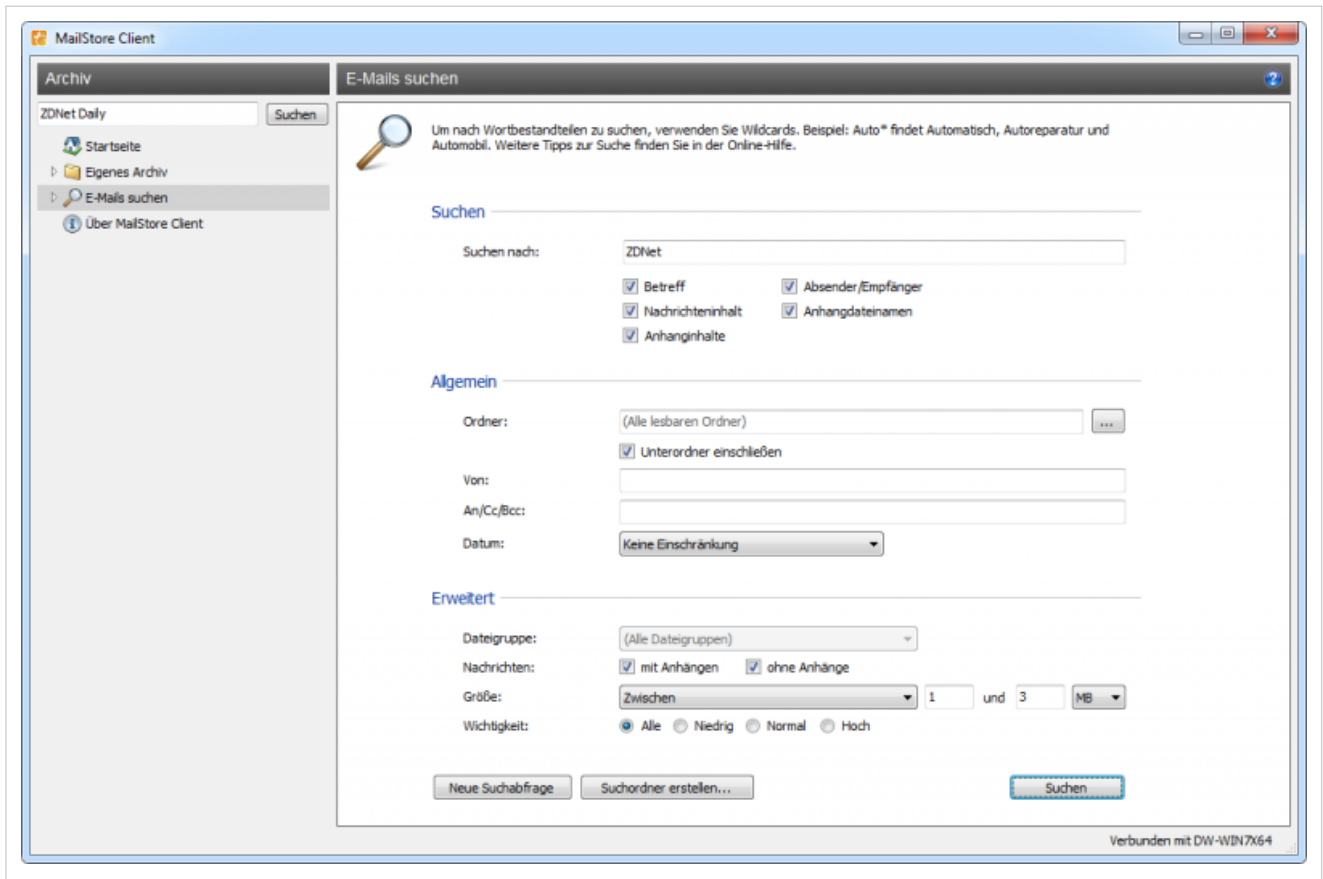 MailStore Client
Archiv
E-Mails suchen
ZDNet Daily
Suchen
Startseite
Eigenes Archiv
E-Mails suchen
Über MailStore Client
Um nach Wortbestandteilen zu suchen, verwenden Sie Wildcards. Beispiel: Auto* findet Automatisch, Autoreparatur und
Automobil. Weitere Tipps zur Suche finden Sie in der Online-Hilfe.
Suchen
Suchen nach: ZDNet
Betreff Absender/Empfänger
Nachrichteninhalt Anhangdateinamen
Anhanginhalte
Allgemein
Ordner: (Alle lesbaren Ordner) ...
Unterordner einschließen
Von:
An/Cc/Bcc:
Datum: Keine Einschränkung
Erweitert
Dateigruppe: (Alle Dateigruppen)
Nachrichten: mit Anhängen ohne Anhänge
Größe: Zwischen 1 und 3 MB
Wichtigkeit: Alle Niedrig Normal Hoch
Neue Suchabfrage Suchordner erstellen... Suchen
Verbunden mit DW-WIN7X64